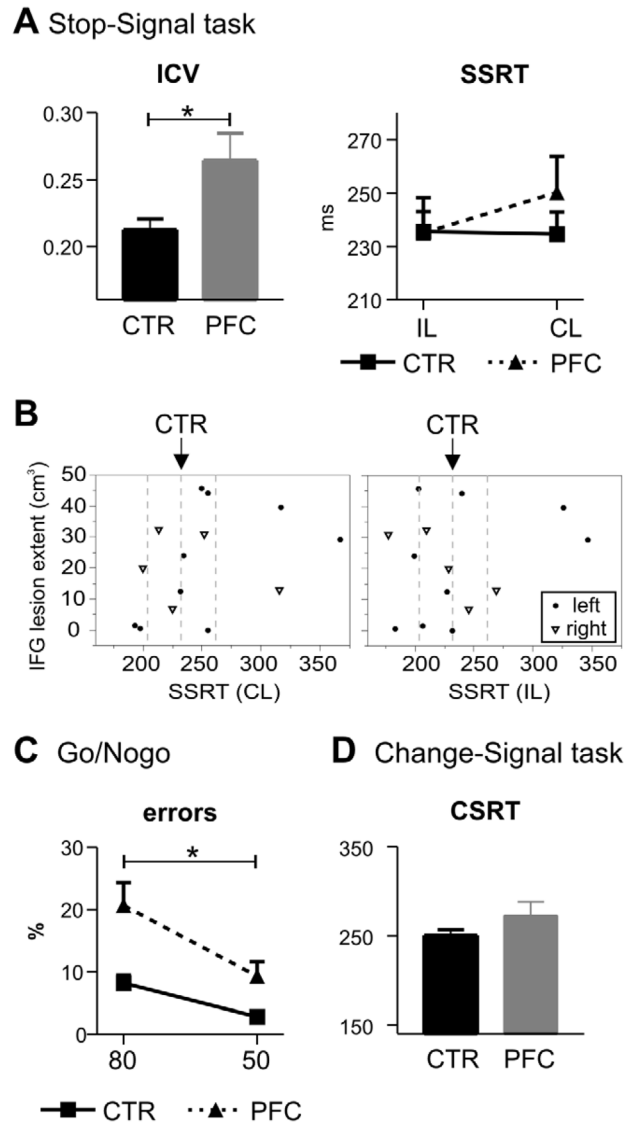 A Stop-Signal task
ICV
SSRT
0.30
0.25
0.20
*
CTR PFC
ms
270
250
230
210
IL CL
CTR PFC
B
CTR CTR
IFG lesion extent (cm³)
50
40
30
20
10
0
200 250 300 350
200 250 300 350
SSRT (CL) SSRT (IL)
left
right
C Go/Nogo
D Change-Signal task
errors
CSRT
%
30
20
10
0
*
80 50
CTR PFC
350
250
150
CTR PFC